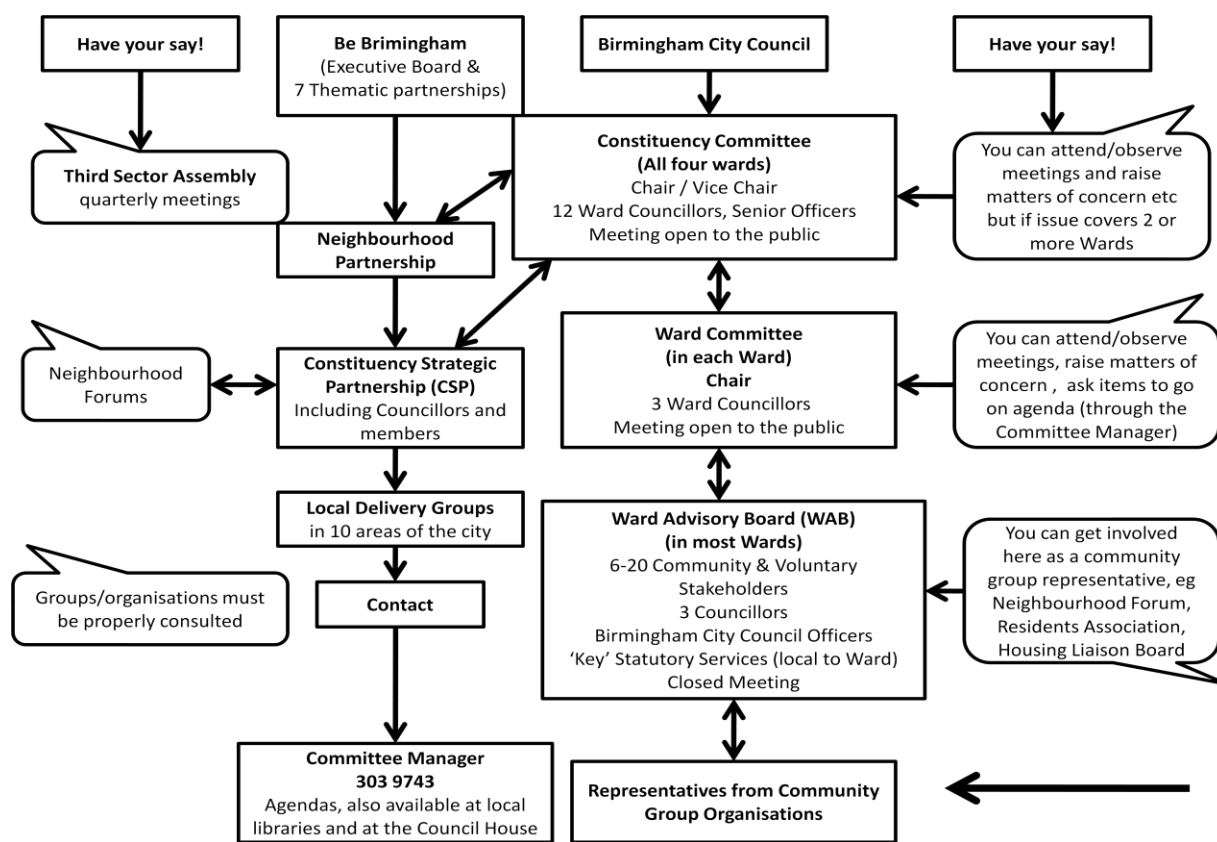 Have your say!
Be Brimingham
(Executive Board &
7 Thematic partnerships)
Birmingham City Council
Have your say!
Third Sector Assembly
quarterly meetings
Constituency Committee
(All four wards)
Chair / Vice Chair
12 Ward Councillors, Senior Officers
Meeting open to the public
You can attend/observe
meetings and raise
matters of concern etc
but if issue covers 2 or
more Wards
Neighbourhood
Partnership
Neighbourhood
Forums
Constituency Strategic
Partnership (CSP)
Including Councillors and
members
Ward Committee
(in each Ward)
Chair
3 Ward Councillors
Meeting open to the public
You can attend/observe
meetings, raise matters of
concern , ask items to go
on agenda (through the
Committee Manager)
Local Delivery Groups
in 10 areas of the city
Ward Advisory Board (WAB)
(in most Wards)
6-20 Community & Voluntary
Stakeholders
3 Councillors
Birmingham City Council Officers
‘Key’ Statutory Services (local to Ward)
Closed Meeting
You can get involved
here as a community
group representative, eg
Neighbourhood Forum,
Residents Association,
Housing Liaison Board
Groups/organisations must
be properly consulted
Contact
Committee Manager
303 9743
Agendas, also available at local
libraries and at the Council House
Representatives from Community
Group Organisations